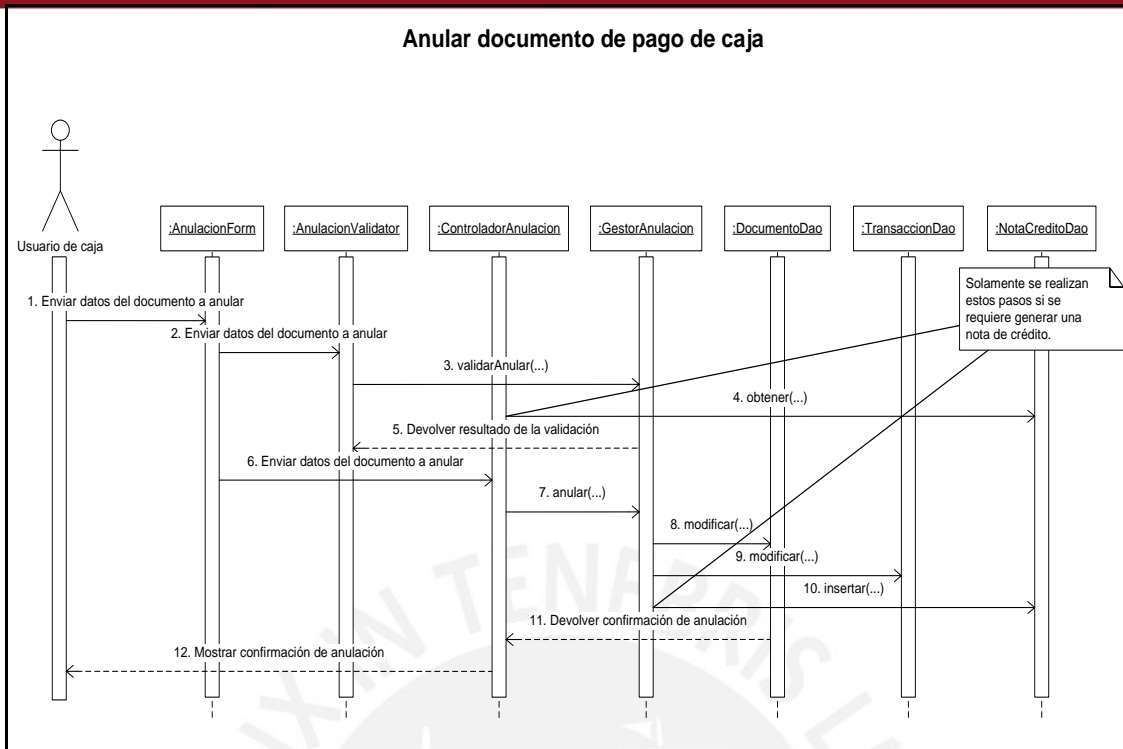 Anular documento de pago de caja
Usuario de caja
:AnulacionForm
:AnulacionValidator
:ControladorAnulacion
:GestorAnulacion
:DocumentoDao
:TransaccionDao
:NotaCreditoDao
Solamente se realizan
estos pasos si se
requiere generar una
nota de crédito.
1. Enviar datos del documento a anular
2. Enviar datos del documento a anular
3. validarAnular(...)
4. obtener(...)
5. Devolver resultado de la validación
6. Enviar datos del documento a anular
7. anular(...)
8. modificar(...)
9. modificar(...)
10. insertar(...)
11. Devolver confirmación de anulación
12. Mostrar confirmación de anulación